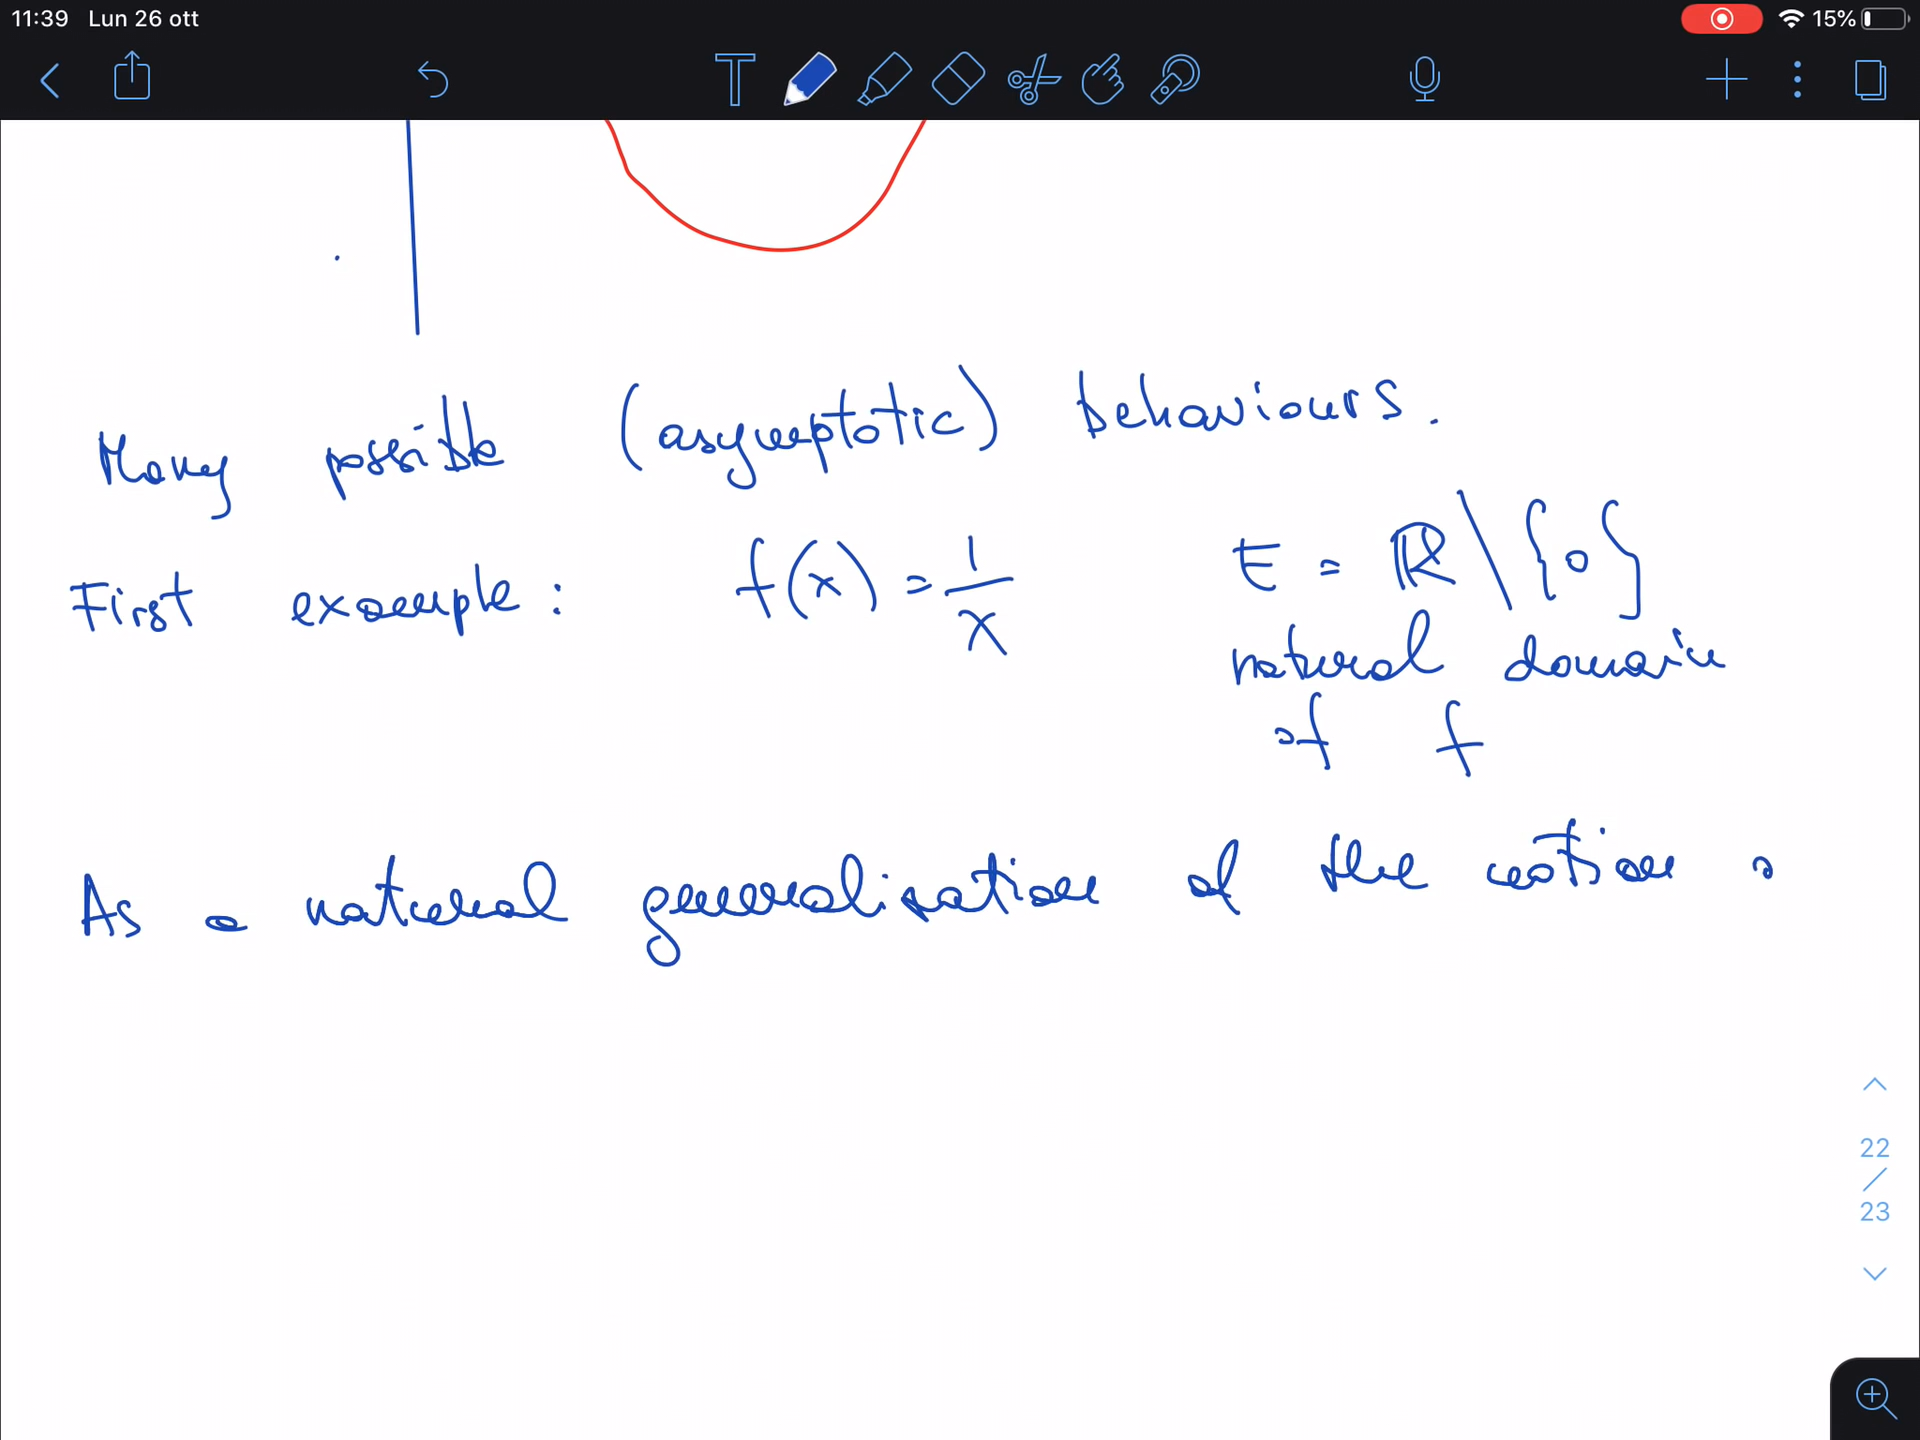 11:39 Lun 26 ott 15%
Many possible (asymptotic) behaviours.
First example: f(x) = 1/x E = ℝ \ {0}
natural domain
of f
As a natural generalization of the notion o
22
/
23